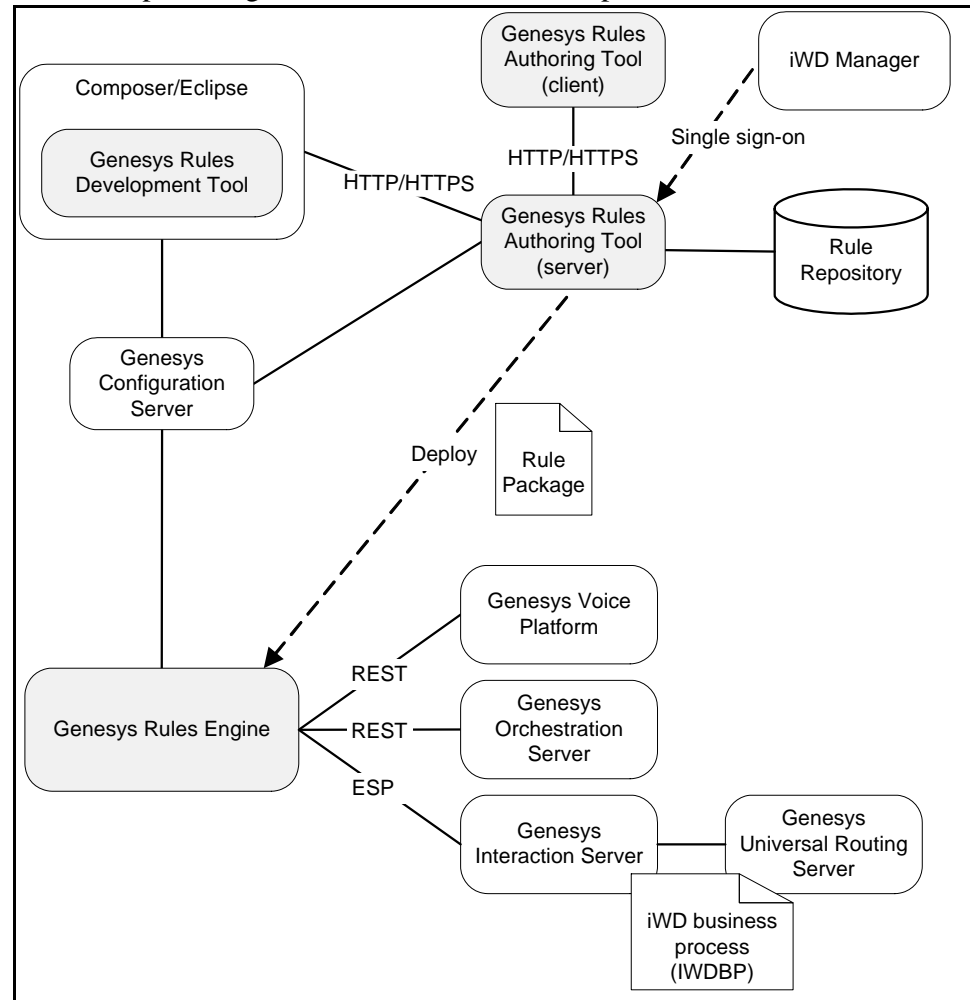 Genesys Rules
Authoring Tool
(client)
iWD Manager
Composer/Eclipse
Genesys Rules
Development Tool
Single sign-on
HTTP/HTTPS
HTTP/HTTPS
Genesys Rules
Authoring Tool
(server)
Rule
Repository
Genesys
Configuration
Server
Deploy
Rule
Package
Genesys Voice
Platform
REST
Genesys Rules Engine
REST
Genesys
Orchestration
Server
ESP
Genesys
Interaction Server
Genesys
Universal Routing
Server
iWD business
process
(IWDBP)